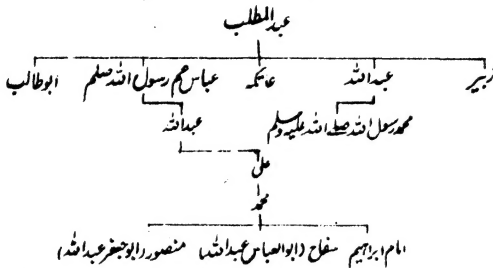 عبدالمطلب
زبیر عبداللہ عاتکہ عباس عم رسول اللہ صلعم ابوطالب
محمد رسول اللہ صلے اللہ علیہ وسلم عبداللہ
علی
محمد
امام ابراہیم سفاح (ابوالعباس عبداللہ) منصور (ابوجعفر عبداللہ)